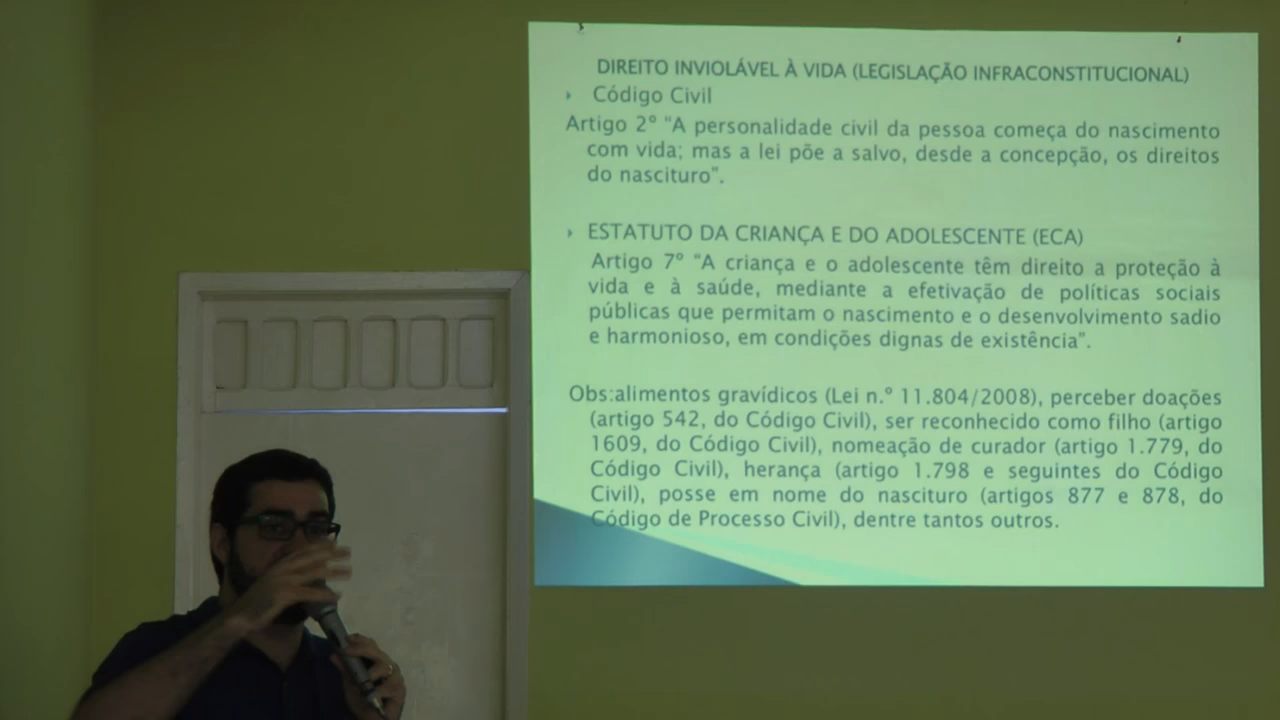 DIREITO INVIOLÁVEL À VIDA (LEGISLAÇÃO INFRACONSTITUCIONAL)
Código Civil
Artigo 2º “A personalidade civil da pessoa começa do nascimento
com vida; mas a lei põe a salvo, desde a concepção, os direitos
do nascituro”.
ESTATUTO DA CRIANÇA E DO ADOLESCENTE (ECA)
Artigo 7º “A criança e o adolescente têm direito a proteção à
vida e à saúde, mediante a efetivação de políticas sociais
públicas que permitam o nascimento e o desenvolvimento sadio
e harmonioso, em condições dignas de existência”.
Obs:alimentos gravídicos (Lei n.º 11.804/2008), perceber doações
(artigo 542, do Código Civil), ser reconhecido como filho (artigo
1609, do Código Civil), nomeação de curador (artigo 1.779, do
Código Civil), herança (artigo 1.798 e seguintes do Código
Civil), posse em nome do nascituro (artigos 877 e 878, do
Código de Processo Civil), dentre tantos outros.